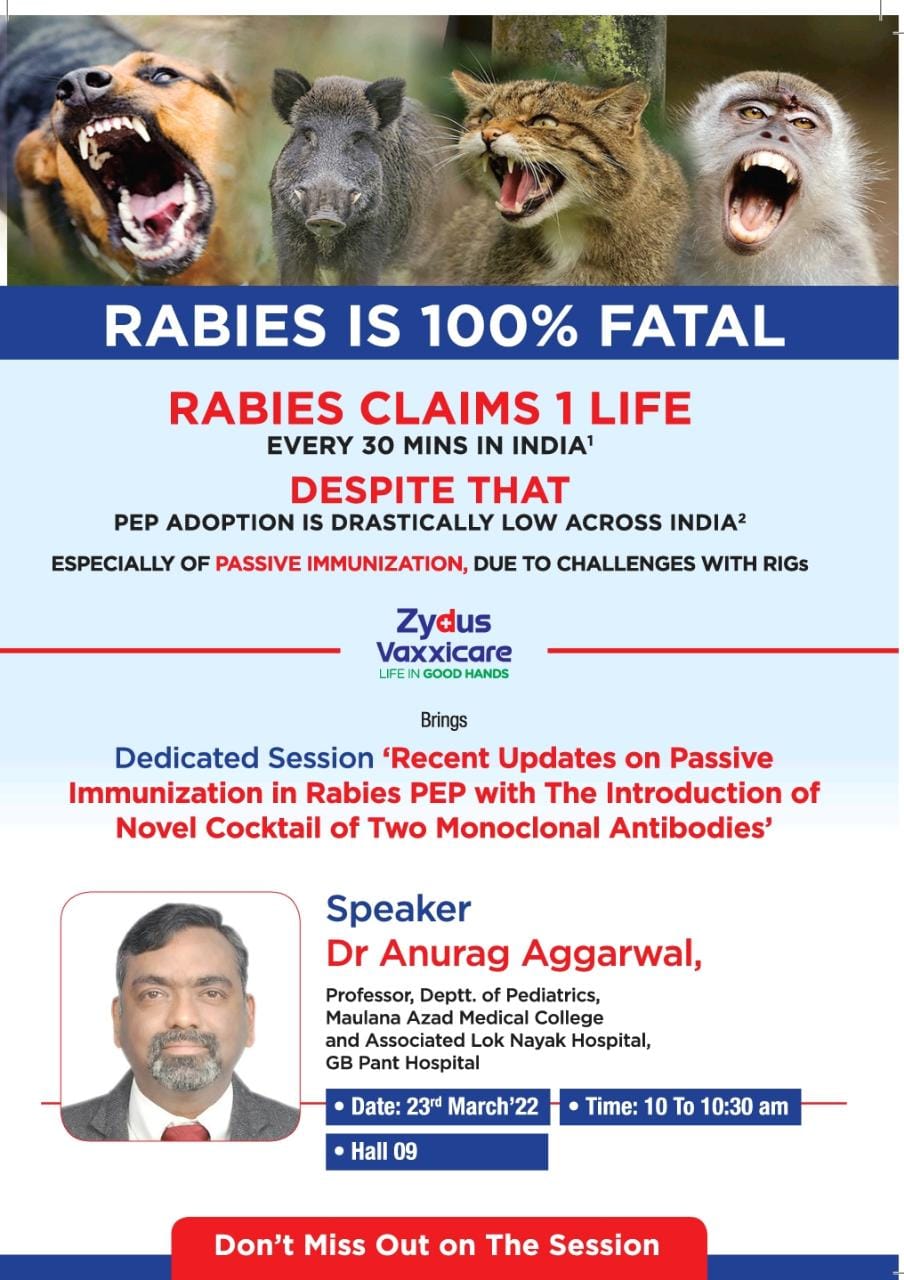 RABIES IS 100% FATAL
RABIES CLAIMS 1 LIFE
EVERY 30 MINS IN INDIA¹
DESPITE THAT
PEP ADOPTION IS DRASTICALLY LOW ACROSS INDIA²
ESPECIALLY OF PASSIVE IMMUNIZATION, DUE TO CHALLENGES WITH RIGs
Zydus
Vaxxicare
LIFE IN GOOD HANDS
Brings
Dedicated Session ‘Recent Updates on Passive
Immunization in Rabies PEP with The Introduction of
Novel Cocktail of Two Monoclonal Antibodies’
Speaker
Dr Anurag Aggarwal,
Professor, Deptt. of Pediatrics,
Maulana Azad Medical College
and Associated Lok Nayak Hospital,
GB Pant Hospital
• Date: 23rd March’22 • Time: 10 To 10:30 am
• Hall 09
Don’t Miss Out on The Session